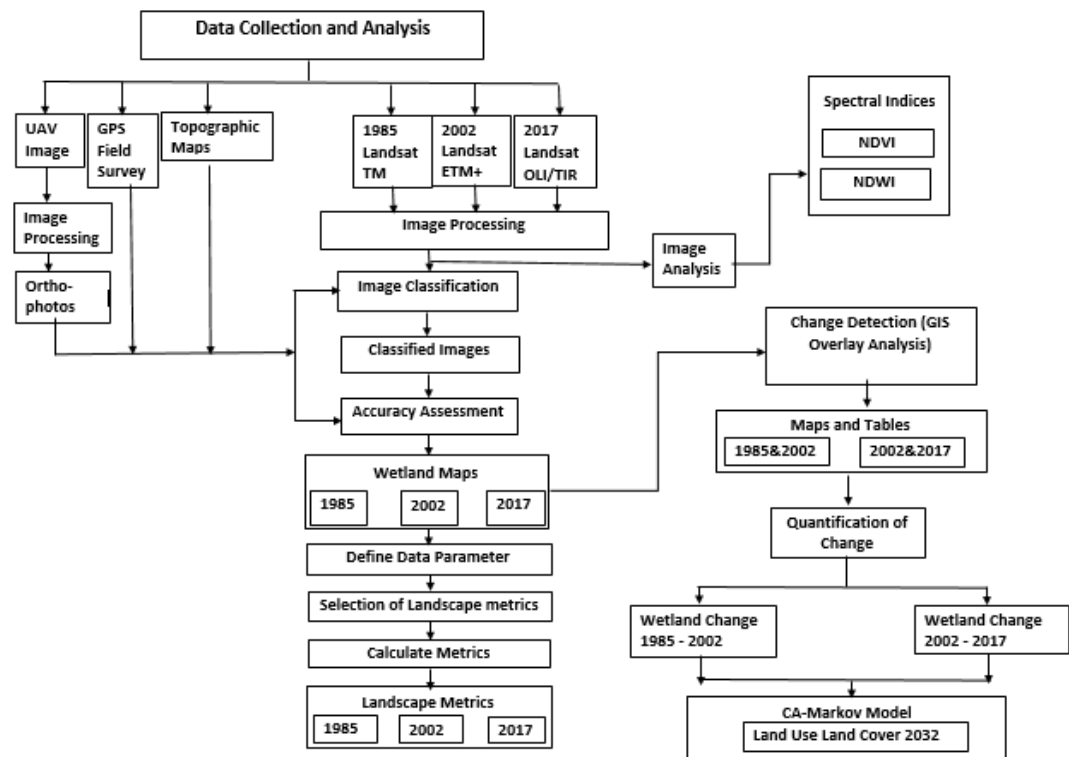 Data Collection and Analysis
UAV
Image
GPS
Field
Survey
Topographic
Maps
1985
Landsat
TM
2002
Landsat
ETM+
2017
Landsat
OLI/TIR
Spectral Indices
NDVI
NDWI
Image
Processing
Image Processing
Image
Analysis
Ortho-
photos
Image Classification
Classified Images
Accuracy Assessment
Change Detection (GIS
Overlay Analysis)
Maps and Tables
1985&2002
2002&2017
Wetland Maps
1985
2002
2017
Quantification of
Change
Define Data Parameter
Selection of Landscape metrics
Calculate Metrics
Landscape Metrics
1985
2002
2017
Wetland Change
1985 - 2002
Wetland Change
2002 - 2017
CA-Markov Model
Land Use Land Cover 2032